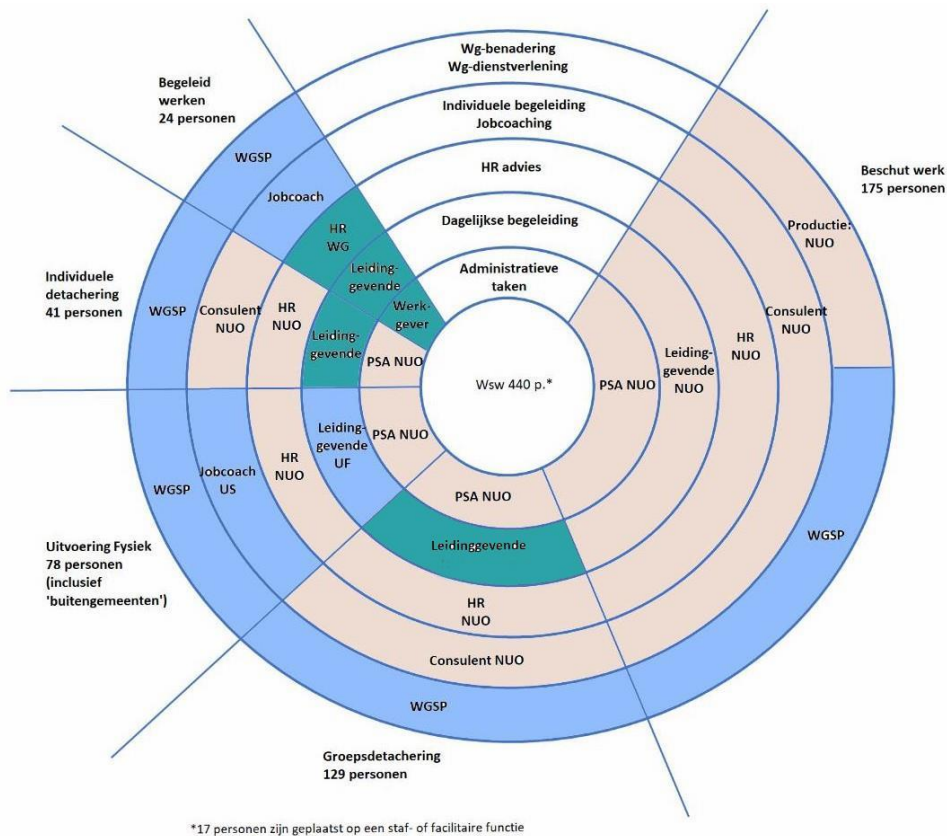 Wg-benadering
Wg-dienstverlening
Individuele begeleiding
Jobcoaching
HR advies
Dagelijkse begeleiding
Administratieve
taken
Wsw 440 p.*
Begeleid
werken
24 personen
WGSP
Jobcoach
HR
WG
Leiding-
gevende
Werk-
gever
Beschut werk
175 personen
Productie:
NUO
Consulent
NUO
HR
NUO
Leiding-
gevende
NUO
PSA NUO
WGSP
Individuele
detachering
41 personen
WGSP
Consulent
NUO
HR
NUO
Leiding-
gevende
PSA NUO
Uitvoering Fysiek
78 personen
(inclusief
'buitengemeenten')
WGSP
Jobcoach
US
HR
NUO
Leiding-
gevende
UF
PSA NUO
PSA NUO
Leidinggevende
HR
NUO
Consulent NUO
WGSP
Groepsdetachering
129 personen
*17 personen zijn geplaatst op een staf- of facilitaire functie